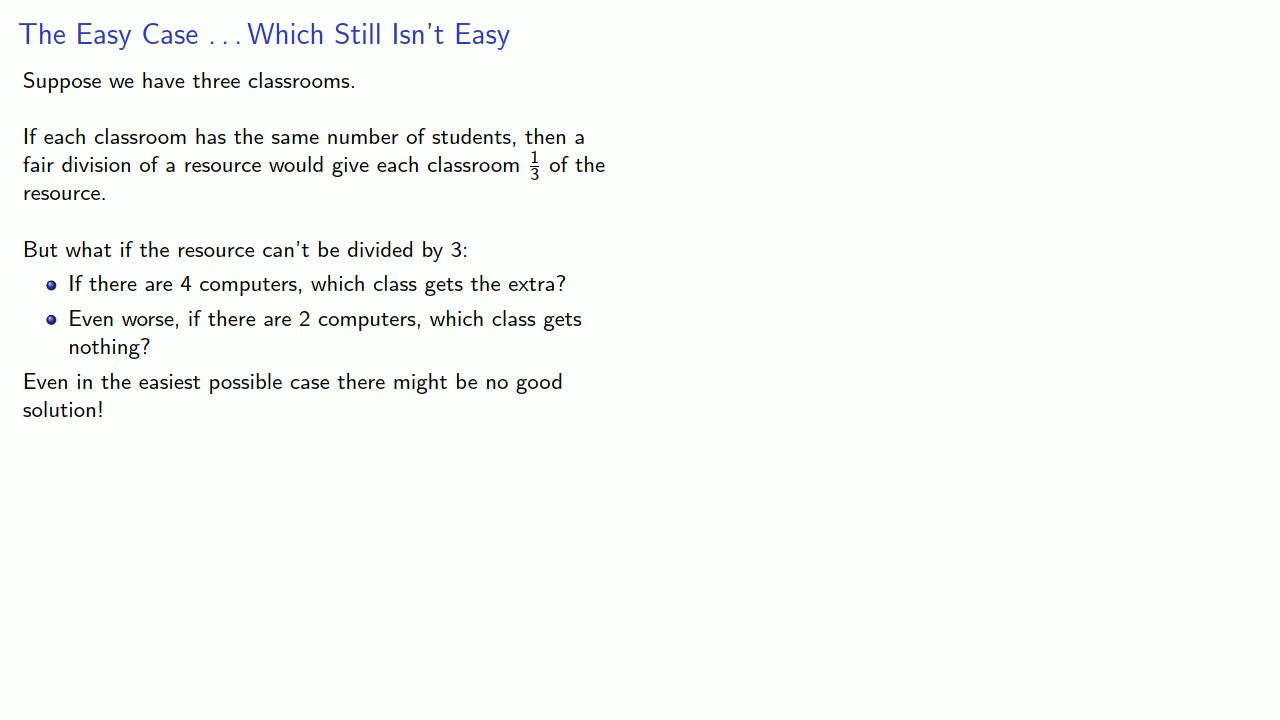 The Easy Case ... Which Still Isn't Easy
Suppose we have three classrooms.
If each classroom has the same number of students, then a
fair division of a resource would give each classroom 1/3 of the
resource.
But what if the resource can't be divided by 3:
If there are 4 computers, which class gets the extra?
Even worse, if there are 2 computers, which class gets
nothing?
Even in the easiest possible case there might be no good
solution!